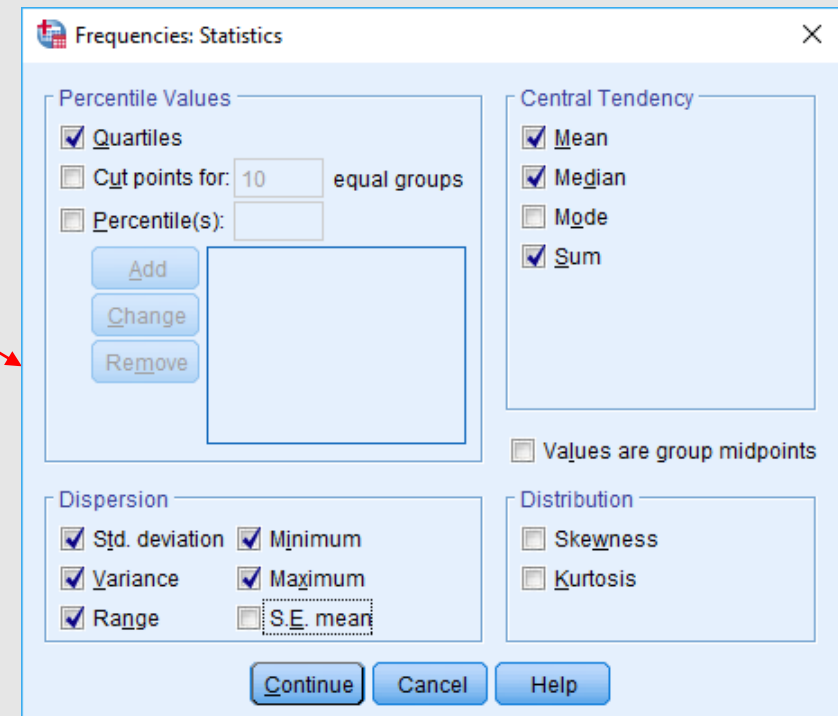 Frequencies: Statistics
Percentile Values
Quartiles
Cut points for: 10 equal groups
Percentile(s):
Add
Change
Remove
Central Tendency
Mean
Median
Mode
Sum
Values are group midpoints
Dispersion
Std. deviation Minimum
Variance Maximum
Range S.E. mean
Distribution
Skewness
Kurtosis
Continue Cancel Help